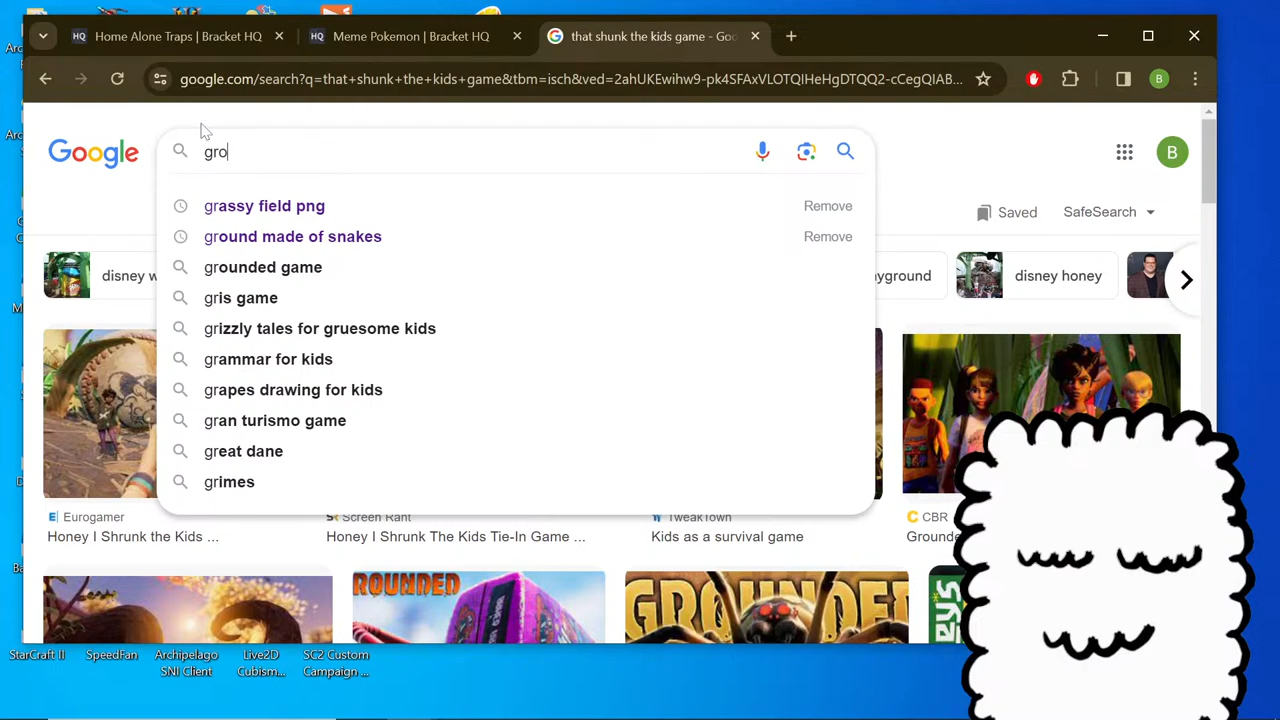 Home Alone Traps | Bracket HQ
Meme Pokemon | Bracket HQ
that shunk the kids game - Goo
google.com/search?q=that+shunk+the+kids+game&tbm=isch&ved=2ahUKEwihw9-pk4SFAxVLOTQIHeHgDTQQ2-cCegQIAB...
B
Google
gro
B
grassy field png
Remove
Saved
SafeSearch
ground made of snakes
Remove
grounded game
disney w
yground
disney honey
gris game
grizzly tales for gruesome kids
grammar for kids
grapes drawing for kids
gran turismo game
great dane
grimes
Eurogamer
Screen Rant
TweakTown
CBR
Honey I Shrunk the Kids ...
Honey I Shrunk The Kids Tie-In Game ...
Kids as a survival game
Grounde
ROUNDED
GROUNDED
StarCraft II
SpeedFan
Archipelago
SNI Client
Live2D
Cubism...
SC2 Custom
Campaign ...